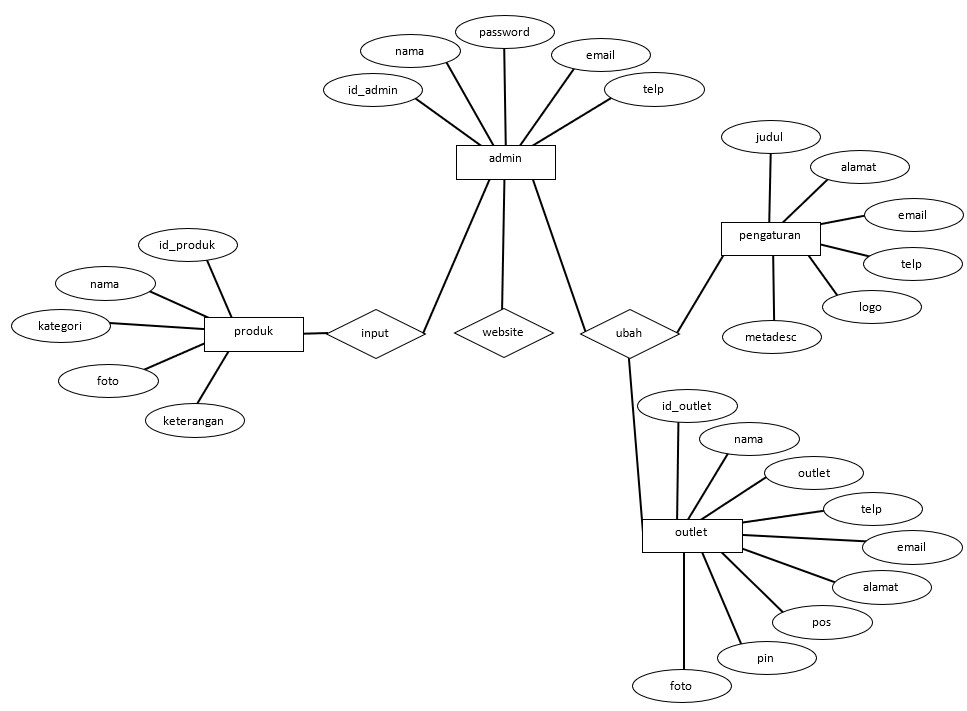 password
nama
email
id_admin
telp
admin
judul
alamat
email
pengaturan
telp
logo
metadesc
id_produk
nama
kategori
produk
foto
keterangan
input
website
ubah
id_outlet
nama
outlet
telp
outlet
email
alamat
pos
pin
foto